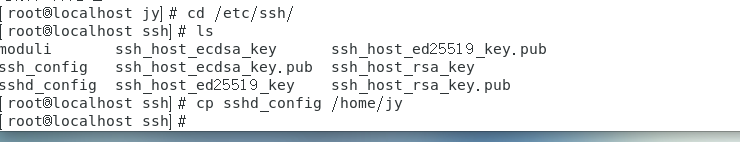 [root@localhost jy]# cd /etc/ssh/
[root@localhost ssh]# ls
moduli ssh_host_ecdsa_key ssh_host_ed25519_key.pub
ssh_config ssh_host_ecdsa_key.pub ssh_host_rsa_key
sshd_config ssh_host_ed25519_key ssh_host_rsa_key.pub
[root@localhost ssh]# cp sshd_config /home/jy
[root@localhost ssh]#